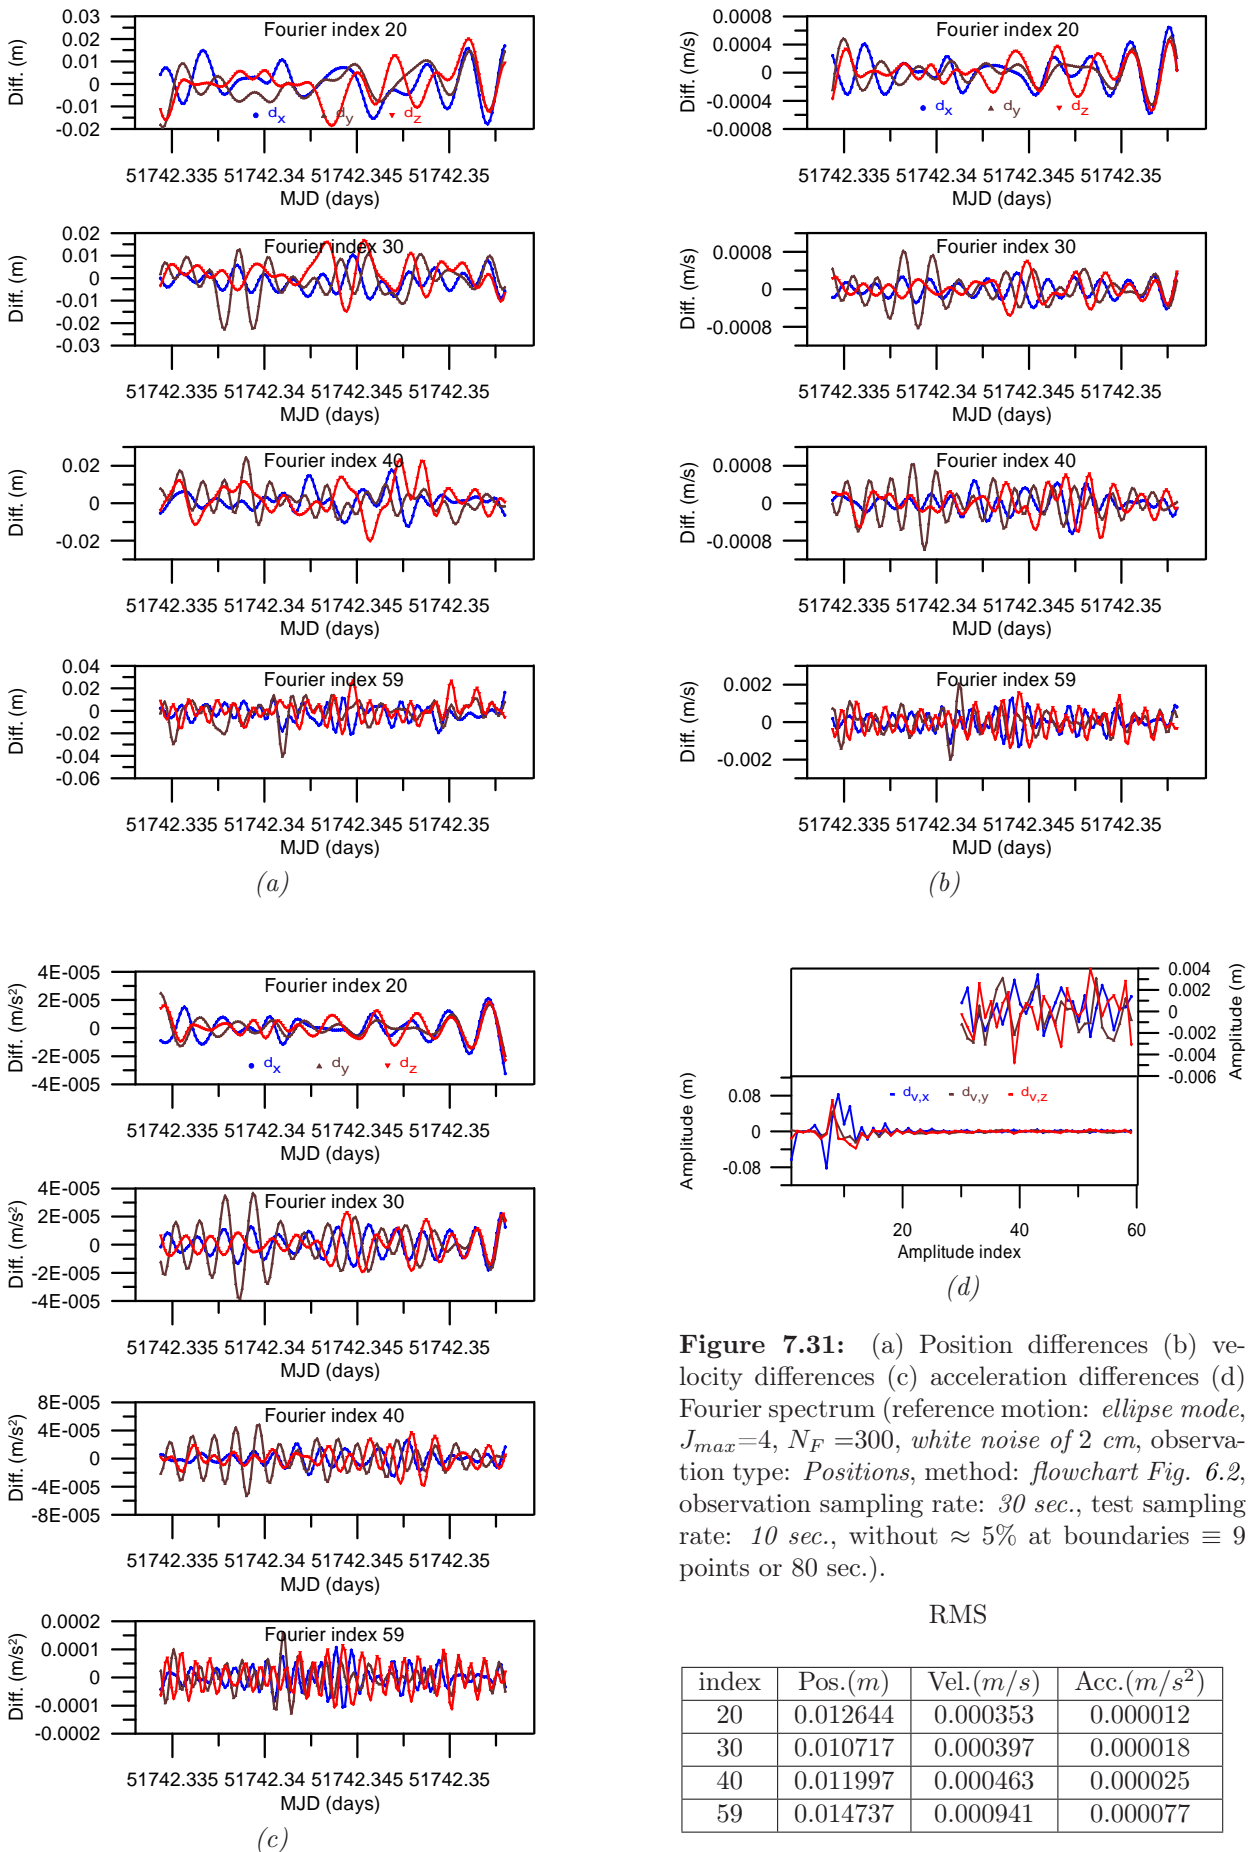 0.03
0.02
0.01
0
-0.01
-0.02
Diff. (m)
Fourier index 20
dx dy dz
51742.335 51742.34 51742.345 51742.35
MJD (days)
0.02
0.01
0
-0.01
-0.02
-0.03
Diff. (m)
Fourier index 30
51742.335 51742.34 51742.345 51742.35
MJD (days)
0.02
0
-0.02
Diff. (m)
Fourier index 40
51742.335 51742.34 51742.345 51742.35
MJD (days)
0.04
0.02
0
-0.02
-0.04
-0.06
Diff. (m)
Fourier index 59
51742.335 51742.34 51742.345 51742.35
MJD (days)
(a)
0.0008
0.0004
0
-0.0004
-0.0008
Diff. (m/s)
Fourier index 20
dx dy dz
51742.335 51742.34 51742.345 51742.35
MJD (days)
0.0008
0
-0.0008
Diff. (m/s)
Fourier index 30
51742.335 51742.34 51742.345 51742.35
MJD (days)
0.0008
0
-0.0008
Diff. (m/s)
Fourier index 40
51742.335 51742.34 51742.345 51742.35
MJD (days)
0.002
0
-0.002
Diff. (m/s)
Fourier index 59
51742.335 51742.34 51742.345 51742.35
MJD (days)
(b)
4E-005
2E-005
0
-2E-005
-4E-005
Diff. (m/s²)
Fourier index 20
dx dy dz
51742.335 51742.34 51742.345 51742.35
MJD (days)
4E-005
2E-005
0
-2E-005
-4E-005
Diff. (m/s²)
Fourier index 30
51742.335 51742.34 51742.345 51742.35
MJD (days)
8E-005
4E-005
0
-4E-005
-8E-005
Diff. (m/s²)
Fourier index 40
51742.335 51742.34 51742.345 51742.35
MJD (days)
0.0002
0.0001
0
-0.0001
-0.0002
Diff. (m/s²)
Fourier index 59
51742.335 51742.34 51742.345 51742.35
MJD (days)
(c)
0.004
0.002
0
-0.002
-0.004
-0.006
Amplitude (m)
0.08
0
-0.08
Amplitude (m)
dv,x dv,y dv,z
20 40 60
Amplitude index
(d)
Figure 7.31: (a) Position differences (b) ve-
locity differences (c) acceleration differences (d)
Fourier spectrum (reference motion: ellipse mode,
Jmax=4, NF =300, white noise of 2 cm, observa-
tion type: Positions, method: flowchart Fig. 6.2,
observation sampling rate: 30 sec., test sampling
rate: 10 sec., without ≈ 5% at boundaries ≡ 9
points or 80 sec.).
RMS
index Pos.(m) Vel.(m/s) Acc.(m/s²)
20 0.012644 0.000353 0.000012
30 0.010717 0.000397 0.000018
40 0.011997 0.000463 0.000025
59 0.014737 0.000941 0.000077